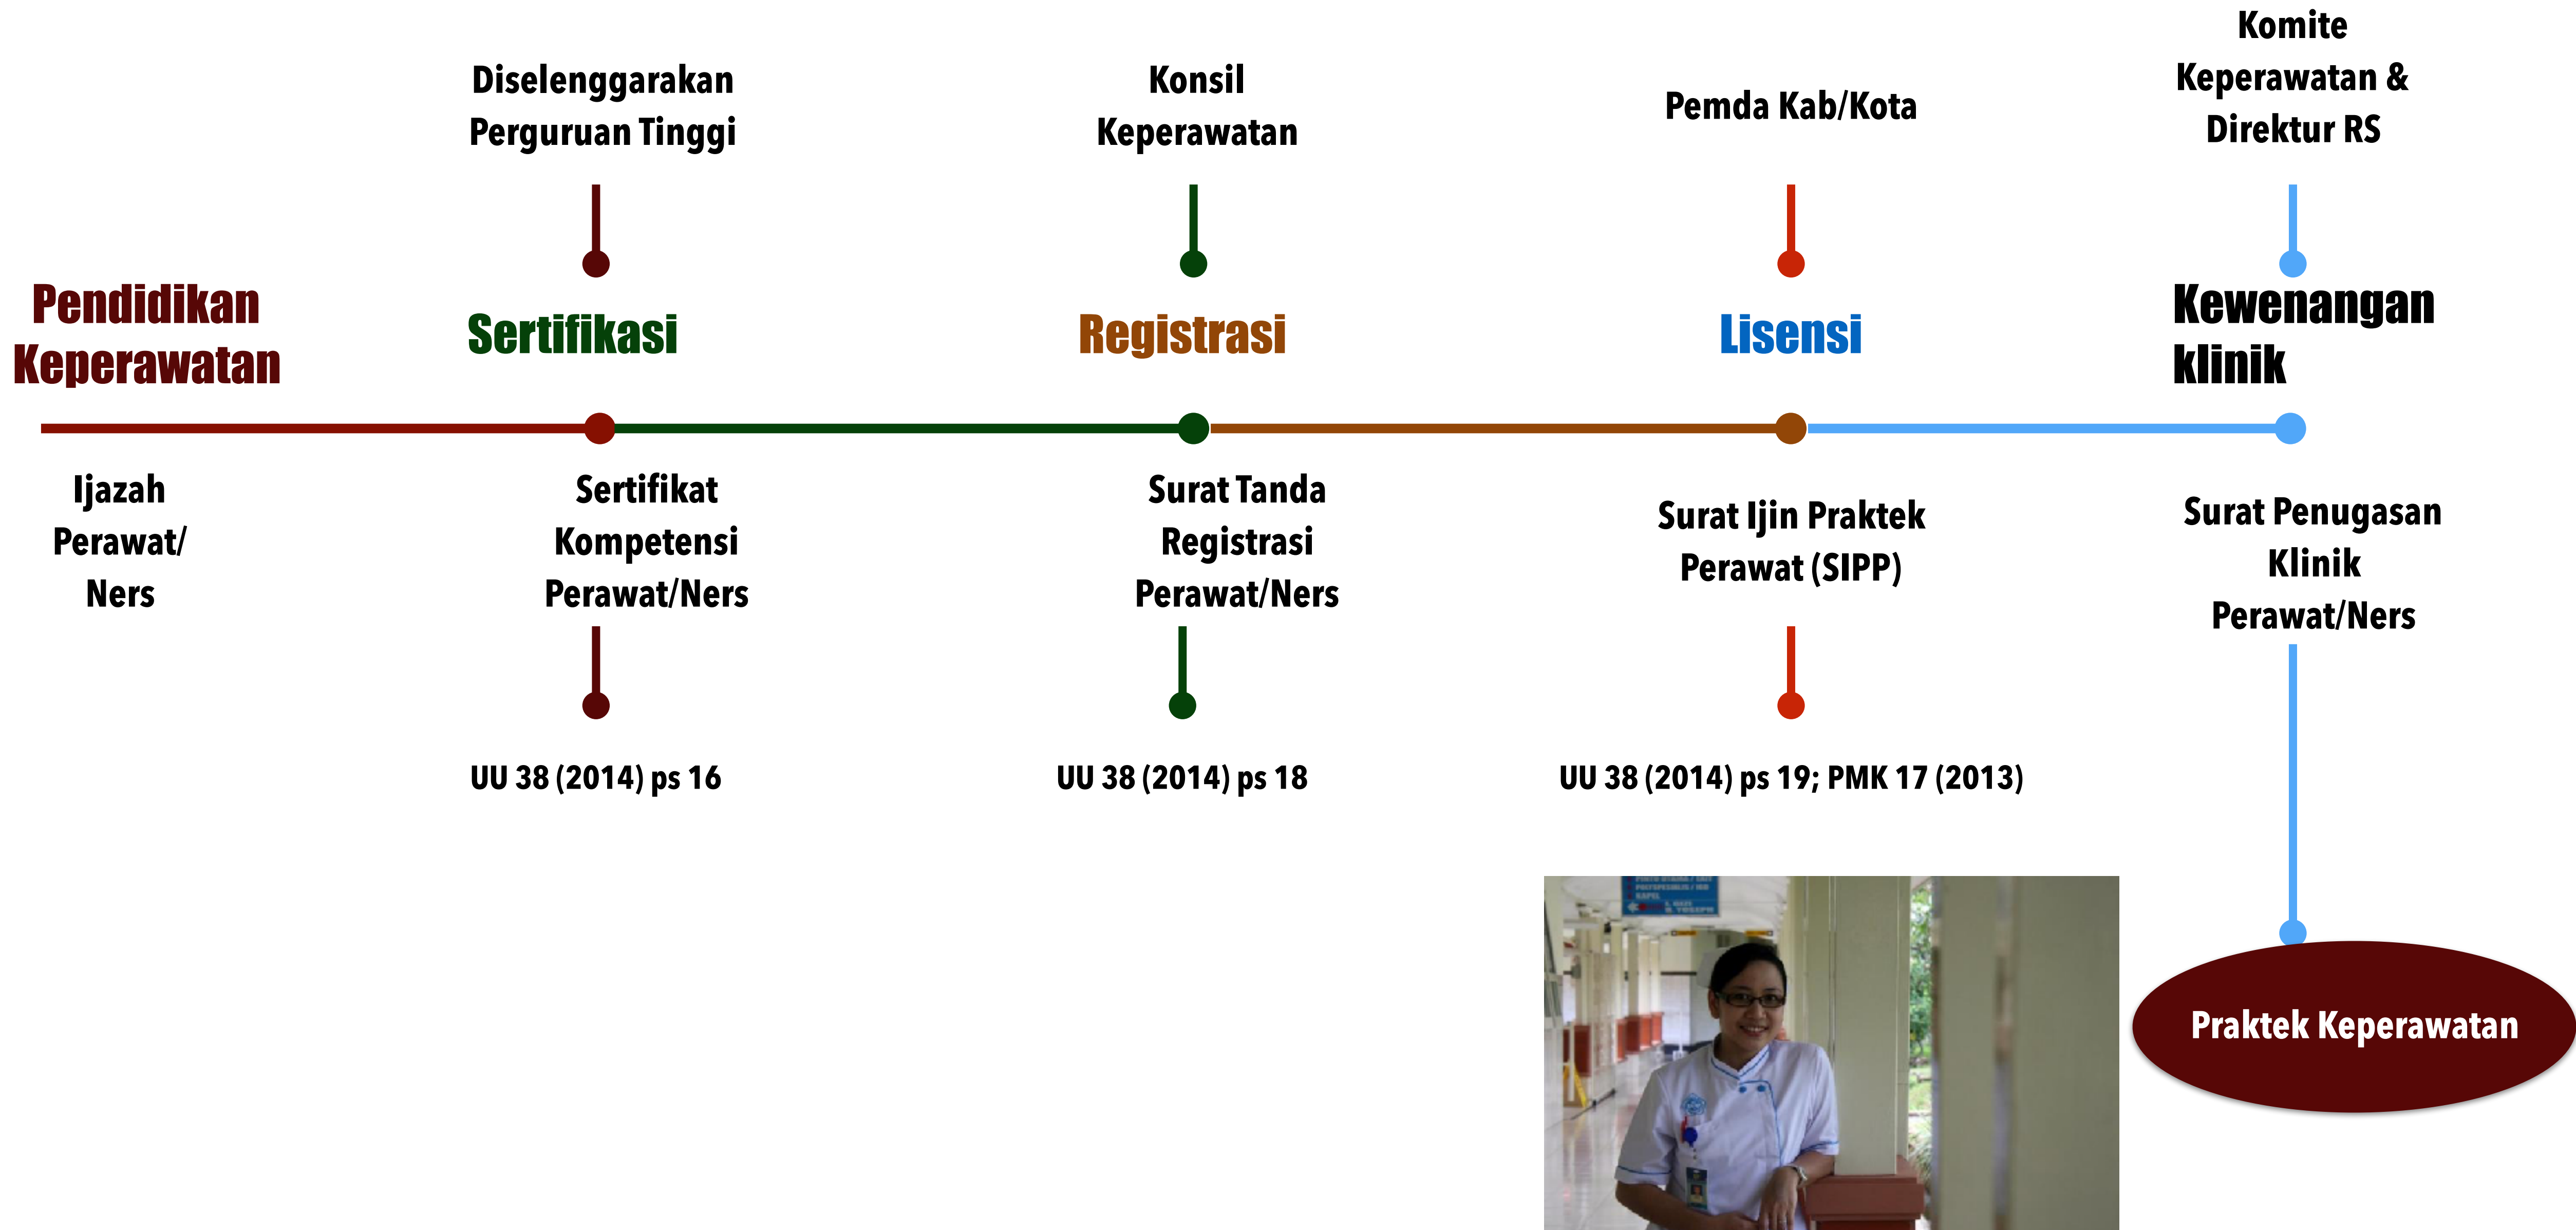 Diselenggarakan
Perguruan Tinggi
Konsil
Keperawatan
Pemda Kab/Kota
Komite
Keperawatan &
Direktur RS
Pendidikan
Keperawatan
Sertifikasi
Registrasi
Lisensi
Kewenangan
klinik
Ijazah
Perawat/
Ners
Sertifikat
Kompetensi
Perawat/Ners
Surat Tanda
Registrasi
Perawat/Ners
Surat Ijin Praktek
Perawat (SIPP)
Surat Penugasan
Klinik
Perawat/Ners
UU 38 (2014) ps 16
UU 38 (2014) ps 18
UU 38 (2014) ps 19; PMK 17 (2013)
KAPEL
Praktek Keperawatan